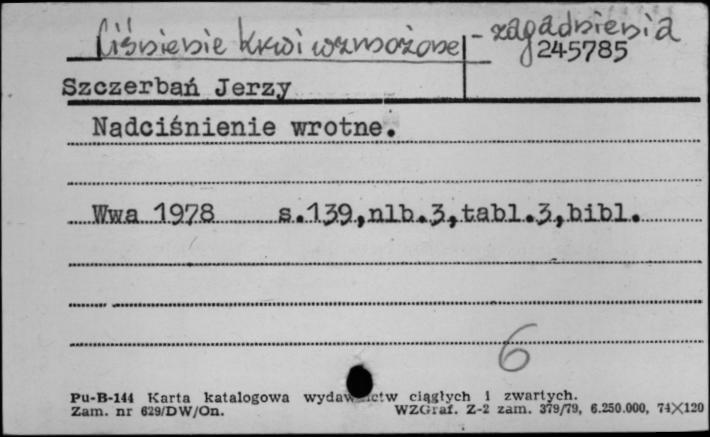 Ciśnienie krwi wzmożone - zagadnienia
245785
Szczerbań Jerzy
Nadciśnienie wrotne.
Wwa 1978 s.139,nlb.3,tabl.3,bibl.
6
Pu-B-144 Karta katalogowa wydawnictw ciągłych i zwartych.
Zam. nr 629/DW/On. WZGraf. Z-2 zam. 379/79, 6.250.000, 74X120